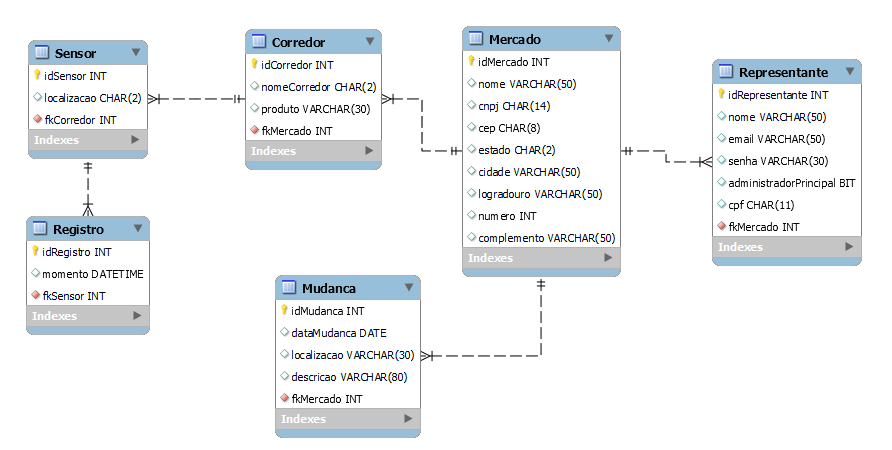 Sensor
idSensor INT
localizacao CHAR(2)
fkCorredor INT
Indexes
Corredor
idCorredor INT
nomeCorredor CHAR(2)
produto VARCHAR(30)
fkMercado INT
Indexes
Mercado
idMercado INT
nome VARCHAR(50)
cnpj CHAR(14)
cep CHAR(8)
estado CHAR(2)
cidade VARCHAR(50)
logradouro VARCHAR(50)
numero INT
complemento VARCHAR(50)
Indexes
Representante
idRepresentante INT
nome VARCHAR(50)
email VARCHAR(50)
senha VARCHAR(30)
administradorPrincipal BIT
cpf CHAR(11)
fkMercado INT
Indexes
Registro
idRegistro INT
momento DATETIME
fkSensor INT
Indexes
Mudanca
idMudanca INT
dataMudanca DATE
localizacao VARCHAR(30)
descricao VARCHAR(80)
fkMercado INT
Indexes